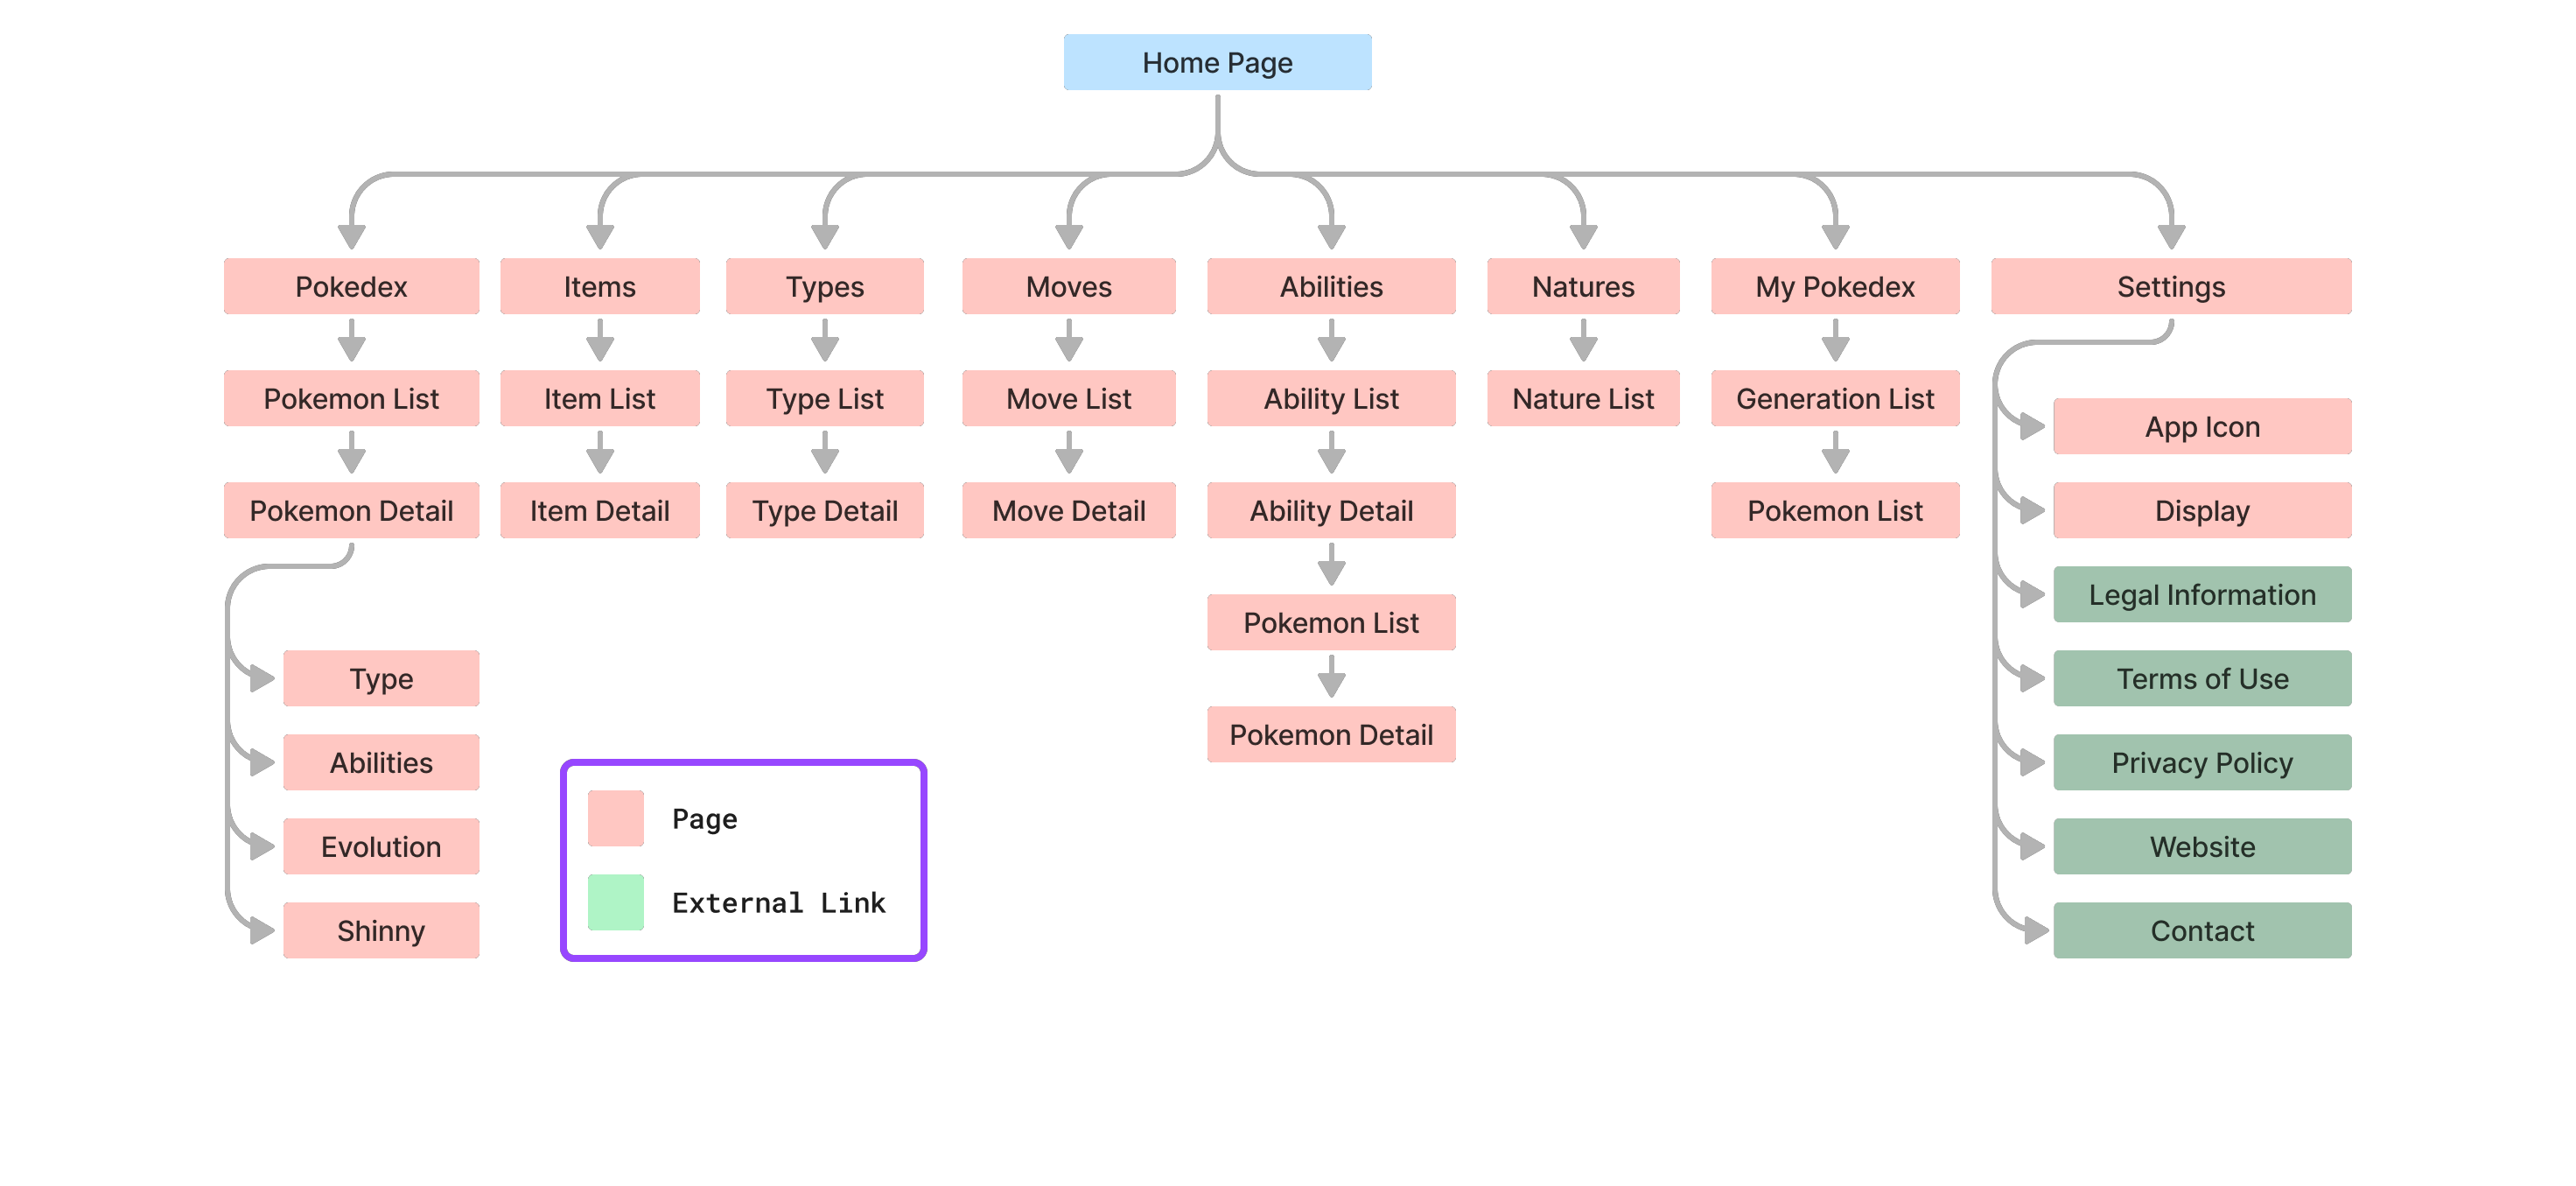 Home Page
Pokedex
Items
Types
Moves
Abilities
Natures
My Pokedex
Settings
Pokemon List
Item List
Type List
Move List
Ability List
Nature List
Generation List
App Icon
Pokemon Detail
Item Detail
Type Detail
Move Detail
Ability Detail
Pokemon List
Display
Legal Information
Pokemon List
Type
Terms of Use
Pokemon Detail
Abilities
Privacy Policy
Page
Evolution
Website
External Link
Shinny
Contact